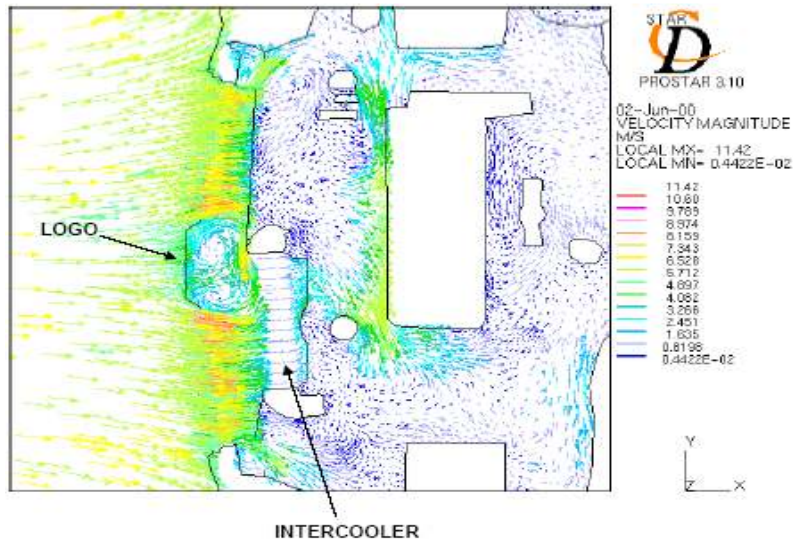 STAR
CD
PROSTAR 3.10
02-Jun-00
VELOCITY MAGNITUDE
M/S
LOCAL MX= 11.42
LOCAL MN= 0.4422E-02
11.42
10.60
9.789
8.974
8.159
7.343
6.528
5.712
4.897
4.082
3.266
2.451
1.635
0.8198
0.4422E-02
LOGO
INTERCOOLER
Y
Z X